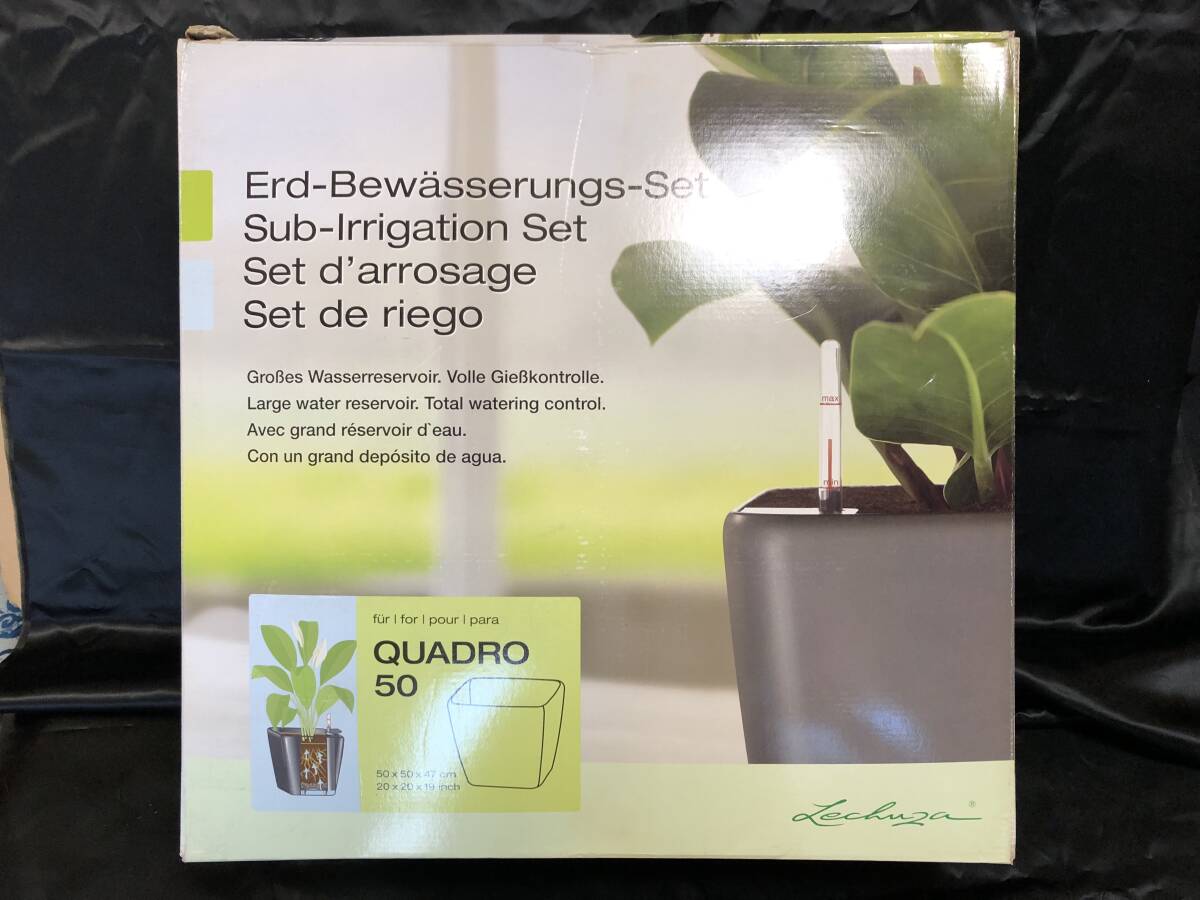 Erd-Bewässerungs-Set
Sub-Irrigation Set
Set d'arrosage
Set de riego
Großes Wasserreservoir. Volle Gießkontrolle.
Large water reservoir. Total watering control.
Avec grand réservoir d`eau.
Con un grand depósito de agua.
max
min
für | for | pour | para
QUADRO
50
50 x 50 x 47 cm
20 x 20 x 19 inch
Lechuza®